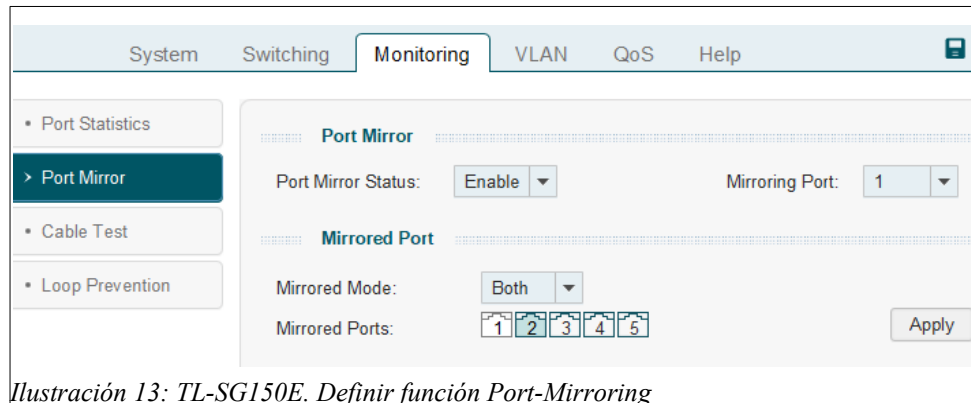 System Switching Monitoring VLAN QoS Help
Port Statistics
Port Mirror
Cable Test
Loop Prevention
Port Mirror
Port Mirror Status: Enable Mirroring Port: 1
Mirrored Port
Mirrored Mode: Both
Mirrored Ports: 1 2 3 4 5
Apply
Ilustración 13: TL-SG150E. Definir función Port-Mirroring